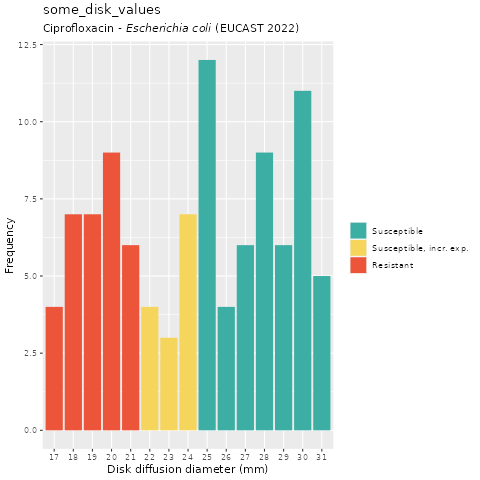 some_disk_values
Ciprofloxacin - Escherichia coli (EUCAST 2022)
Frequency
12.5
10.0
7.5
5.0
2.5
0.0
17 18 19 20 21 22 23 24 25 26 27 28 29 30 31
Disk diffusion diameter (mm)
Susceptible
Susceptible, incr. exp.
Resistant